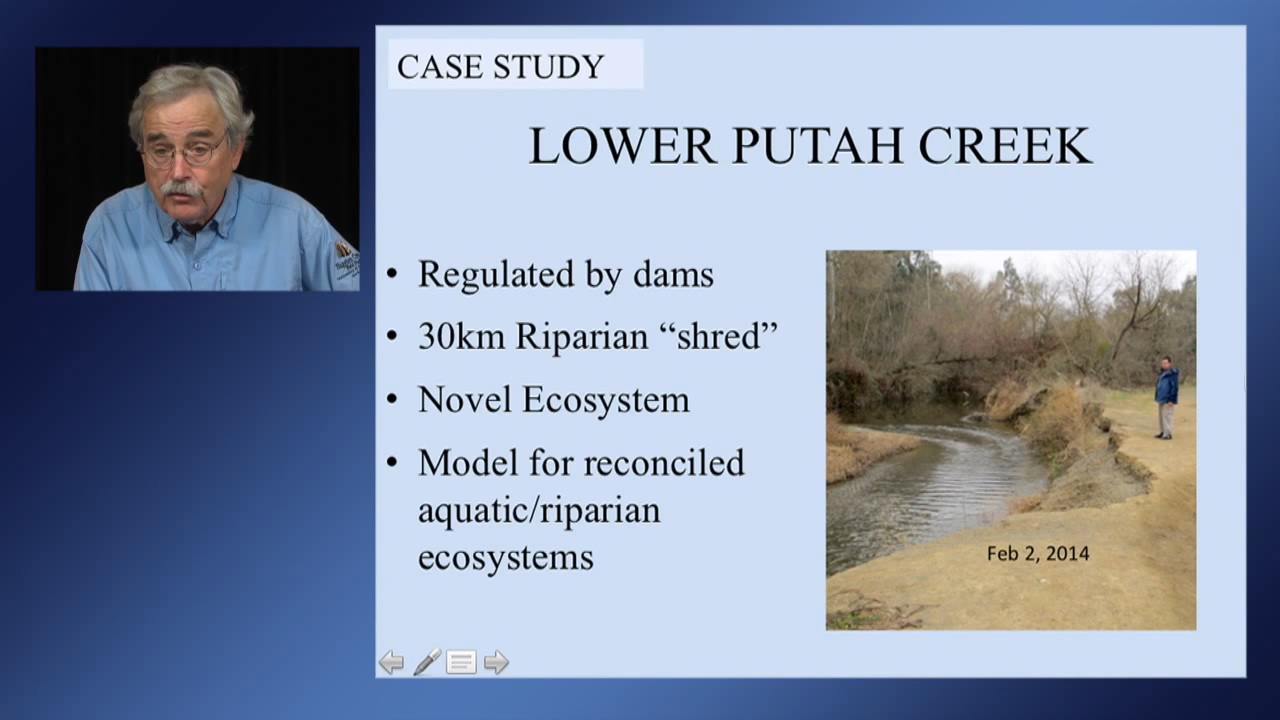 CASE STUDY
LOWER PUTAH CREEK
• Regulated by dams
• 30km Riparian “shred”
• Novel Ecosystem
• Model for reconciled
aquatic/riparian
ecosystems
Feb 2, 2014